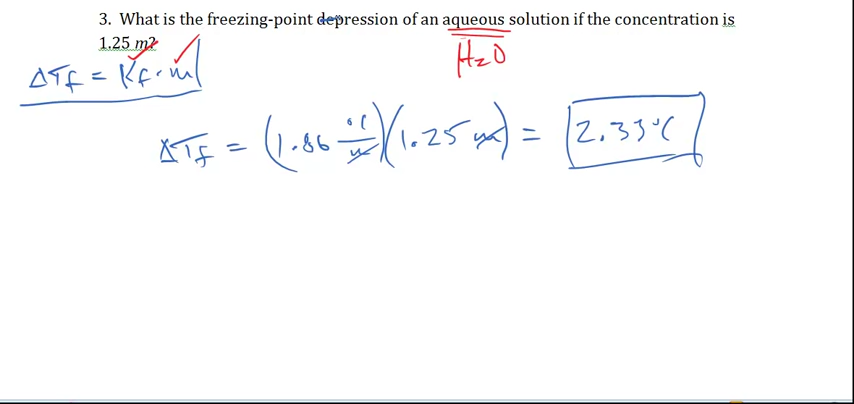 3. What is the freezing-point depression of an aqueous solution if the concentration is
1.25 m?
H₂O
ΔTf = Kf · m
ΔTf = (1.86 °C/m)(1.25 m) = 2.33 °C